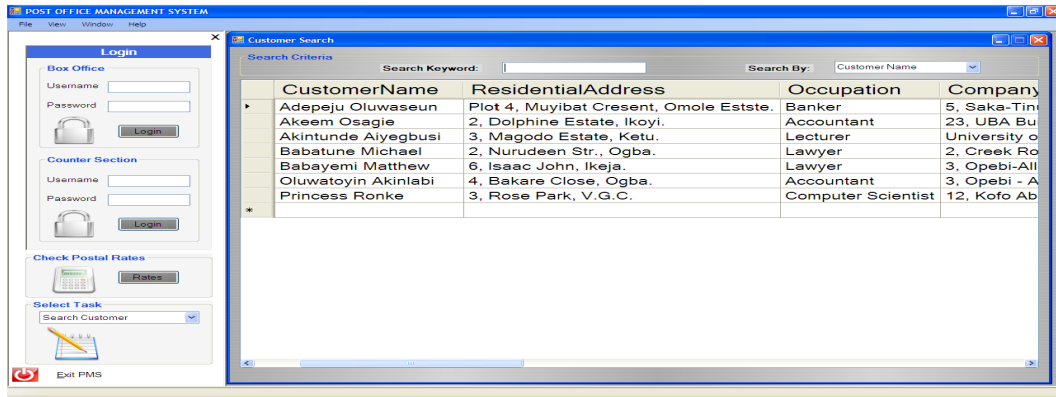 POST OFFICE MANAGEMENT SYSTEM
File View Window Help
Login
Box Office
Username
Password
Login
Counter Section
Username
Password
Login
Check Postal Rates
Rates
Select Task
Search Customer
Exit PMS
Customer Search
Search Criteria
Search Keyword: Search By: Customer Name
CustomerName ResidentialAddress Occupation Company
Adepeju Oluwaseun Plot 4, Muyibat Cresent, Omole Estste. Banker 5, Saka-Tin
Akeem Osagie 2, Dolphine Estate, Ikoyi. Accountant 23, UBA Bu
Akintunde Aiyegbusi 3, Magodo Estate, Ketu. Lecturer University o
Babatune Michael 2, Nurudeen Str., Ogba. Lawyer 2, Creek Ro
Babayemi Matthew 6, Isaac John, Ikeja. Lawyer 3, Opebi-All
Oluwatoyin Akinlabi 4, Bakare Close, Ogba. Accountant 3, Opebi - A
Princess Ronke 3, Rose Park, V.G.C. Computer Scientist 12, Kofo Ab